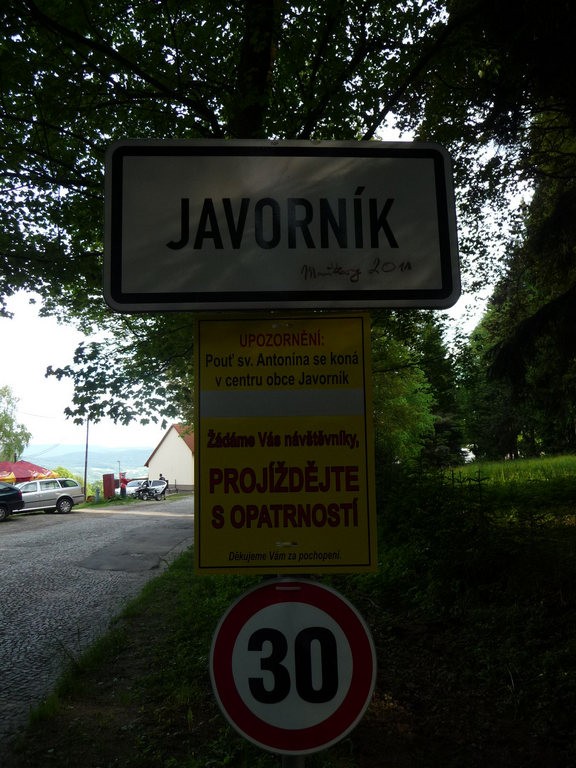 JAVORNÍK
2011
UPOZORNĚNÍ:
Pouť sv. Antonína se koná
v centru obce Javorník
Žádáme Vás návštěvníky,
PROJÍŽDĚJTE
S OPATRNOSTÍ
Děkujeme Vám za pochopení.
30